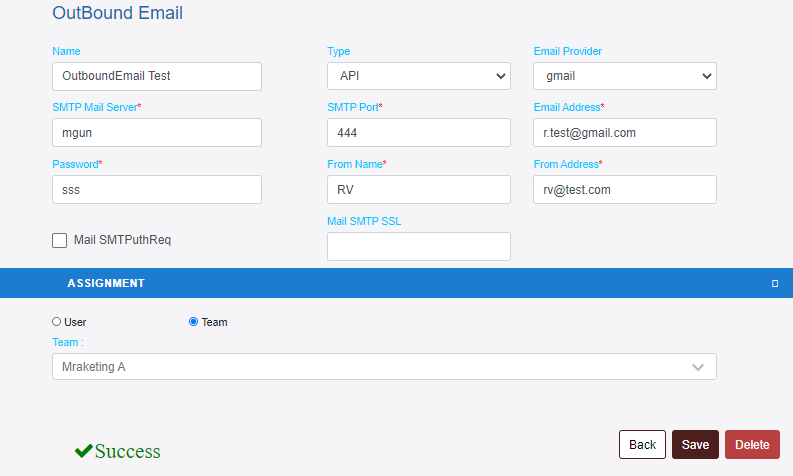 OutBound Email
Name Type Email Provider
OutboundEmail Test API gmail
SMTP Mail Server* SMTP Port* Email Address*
mgun 444 r.test@gmail.com
Password* From Name* From Address*
sss RV rv@test.com
Mail SMTP SSL
Mail SMTPuthReq
ASSIGNMENT
User Team
Team :
Mraketing A
Success Back Save Delete